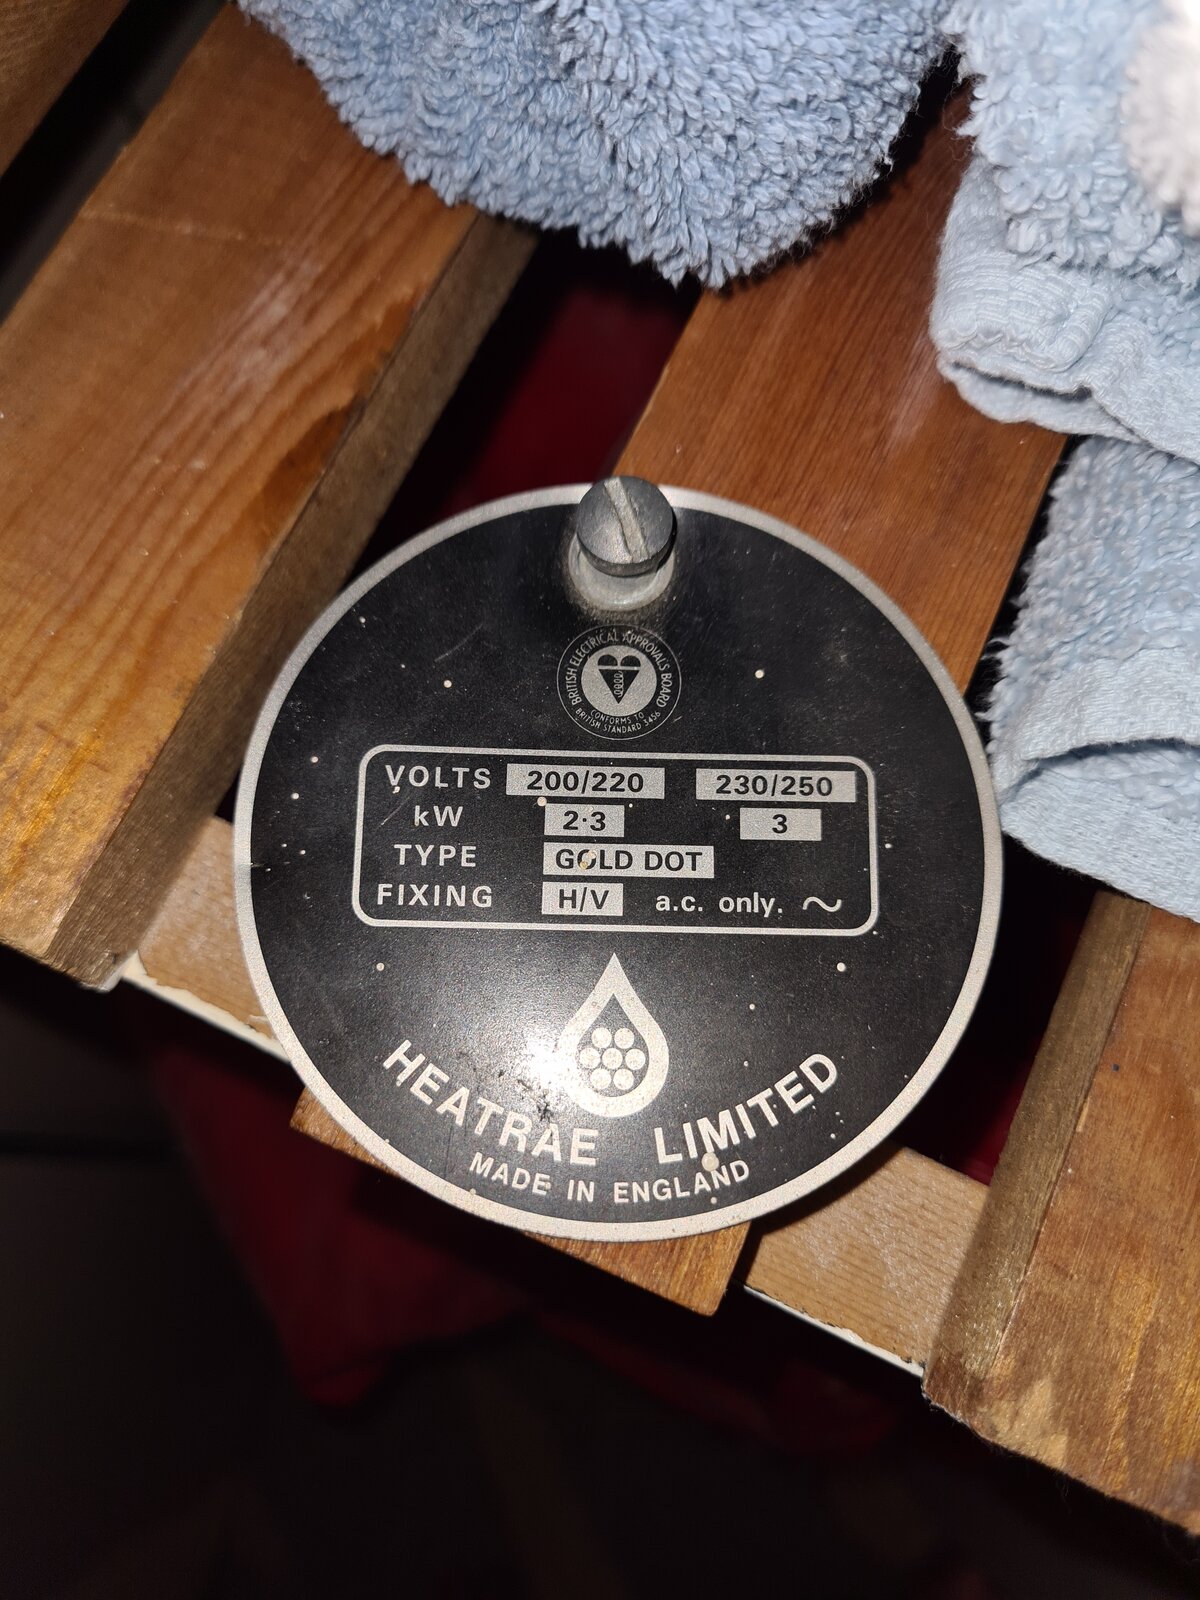 BRITISH ELECTRICAL APPROVALS BOARD
CONFORMS TO
BRITISH STANDARD 3456
VOLTS 200/220 230/250
kW 2·3 3
TYPE GOLD DOT
FIXING H/V a.c. only. ~
HEATRAE LIMITED
MADE IN ENGLAND